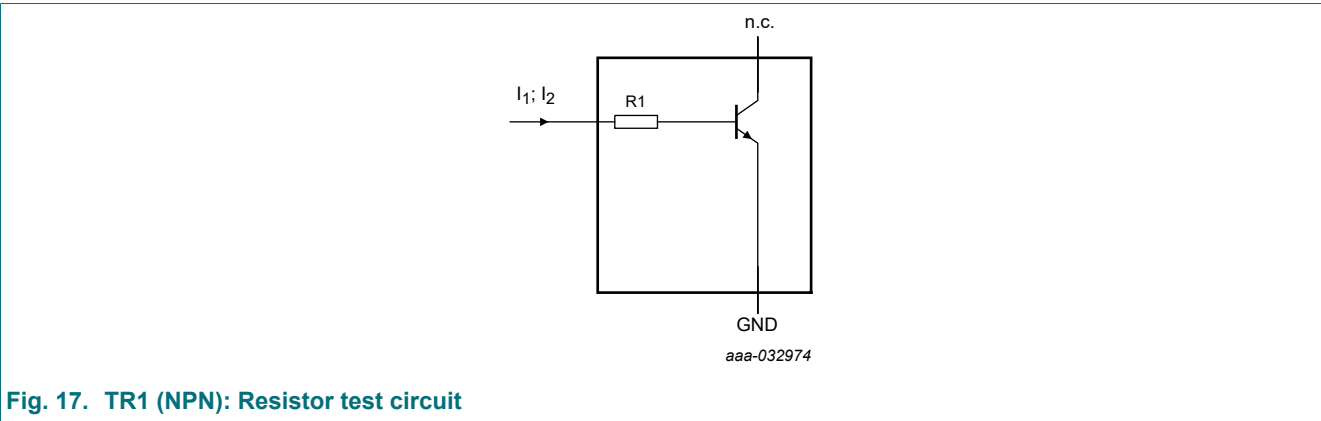 n.c.
I1; I2
R1
GND
aaa-032974
Fig. 17. TR1 (NPN): Resistor test circuit